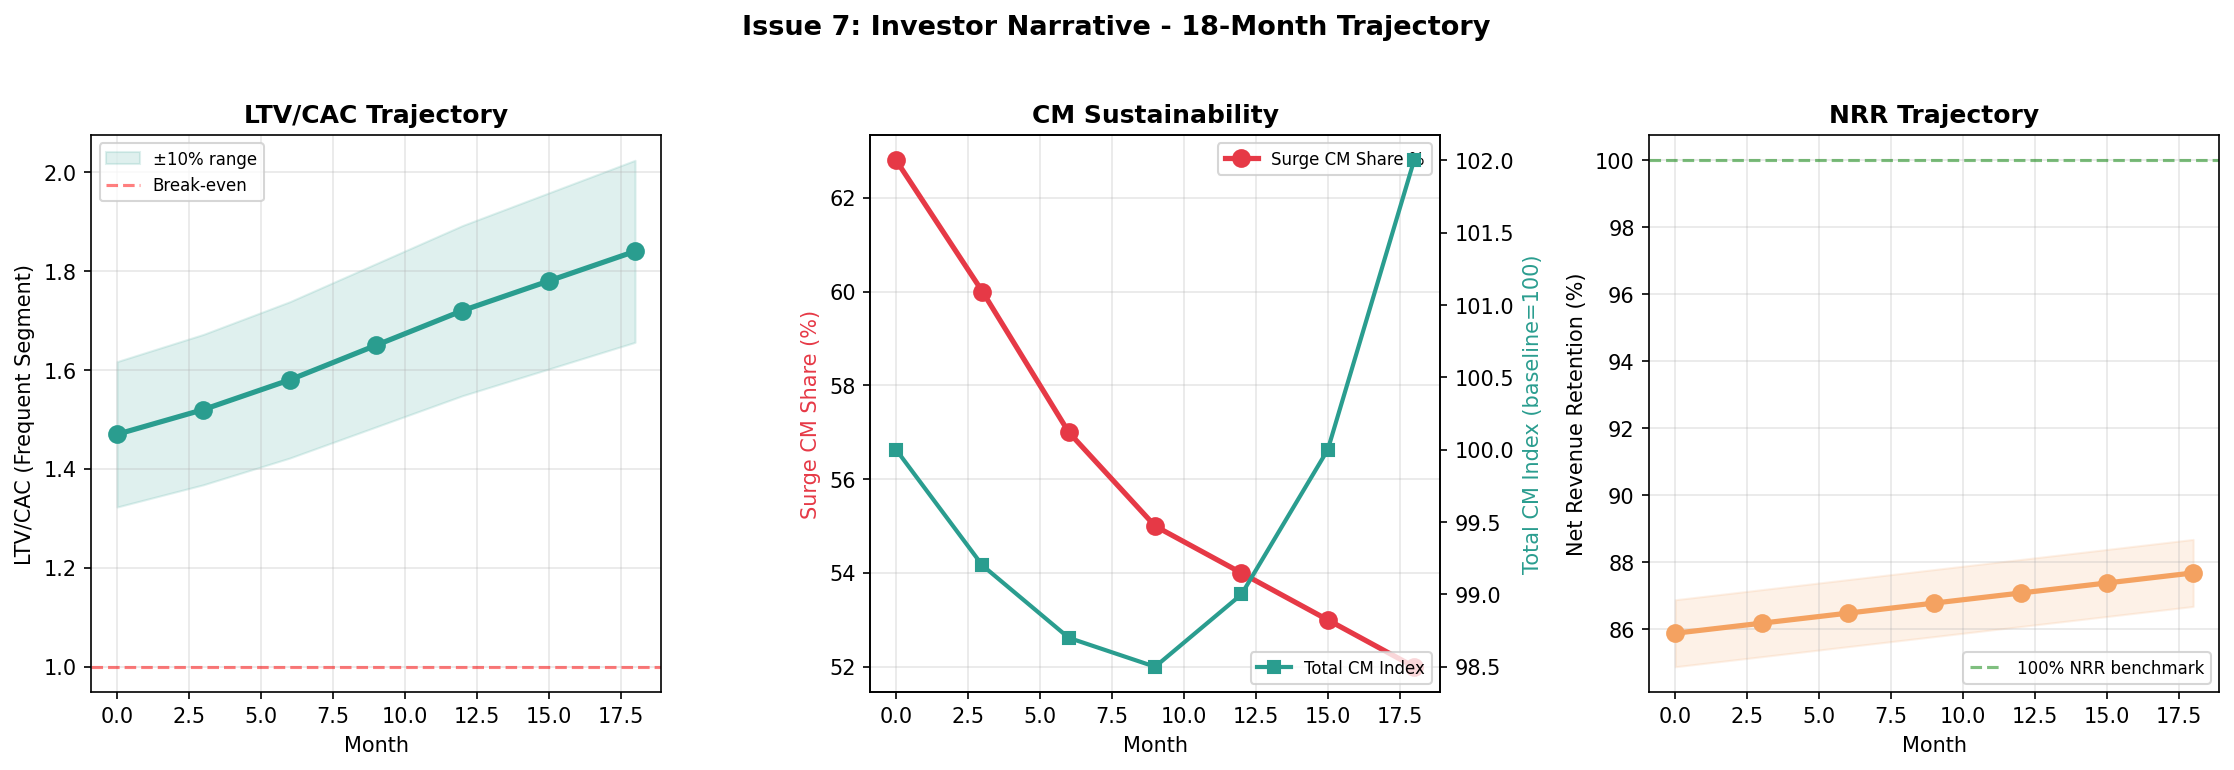 Issue 7: Investor Narrative - 18-Month Trajectory
LTV/CAC Trajectory
±10% range
Break-even
LTV/CAC (Frequent Segment)
2.0
1.8
1.6
1.4
1.2
1.0
0.0 2.5 5.0 7.5 10.0 12.5 15.0 17.5
Month
CM Sustainability
Surge CM Share %
Surge CM Share (%)
62
60
58
56
54
52
Total CM Index
0.0 2.5 5.0 7.5 10.0 12.5 15.0 17.5
Month
102.0
101.5
101.0
100.5
100.0
99.5
99.0
98.5
Total CM Index (baseline=100)
NRR Trajectory
Net Revenue Retention (%)
100
98
96
94
92
90
88
86
100% NRR benchmark
0.0 2.5 5.0 7.5 10.0 12.5 15.0 17.5
Month